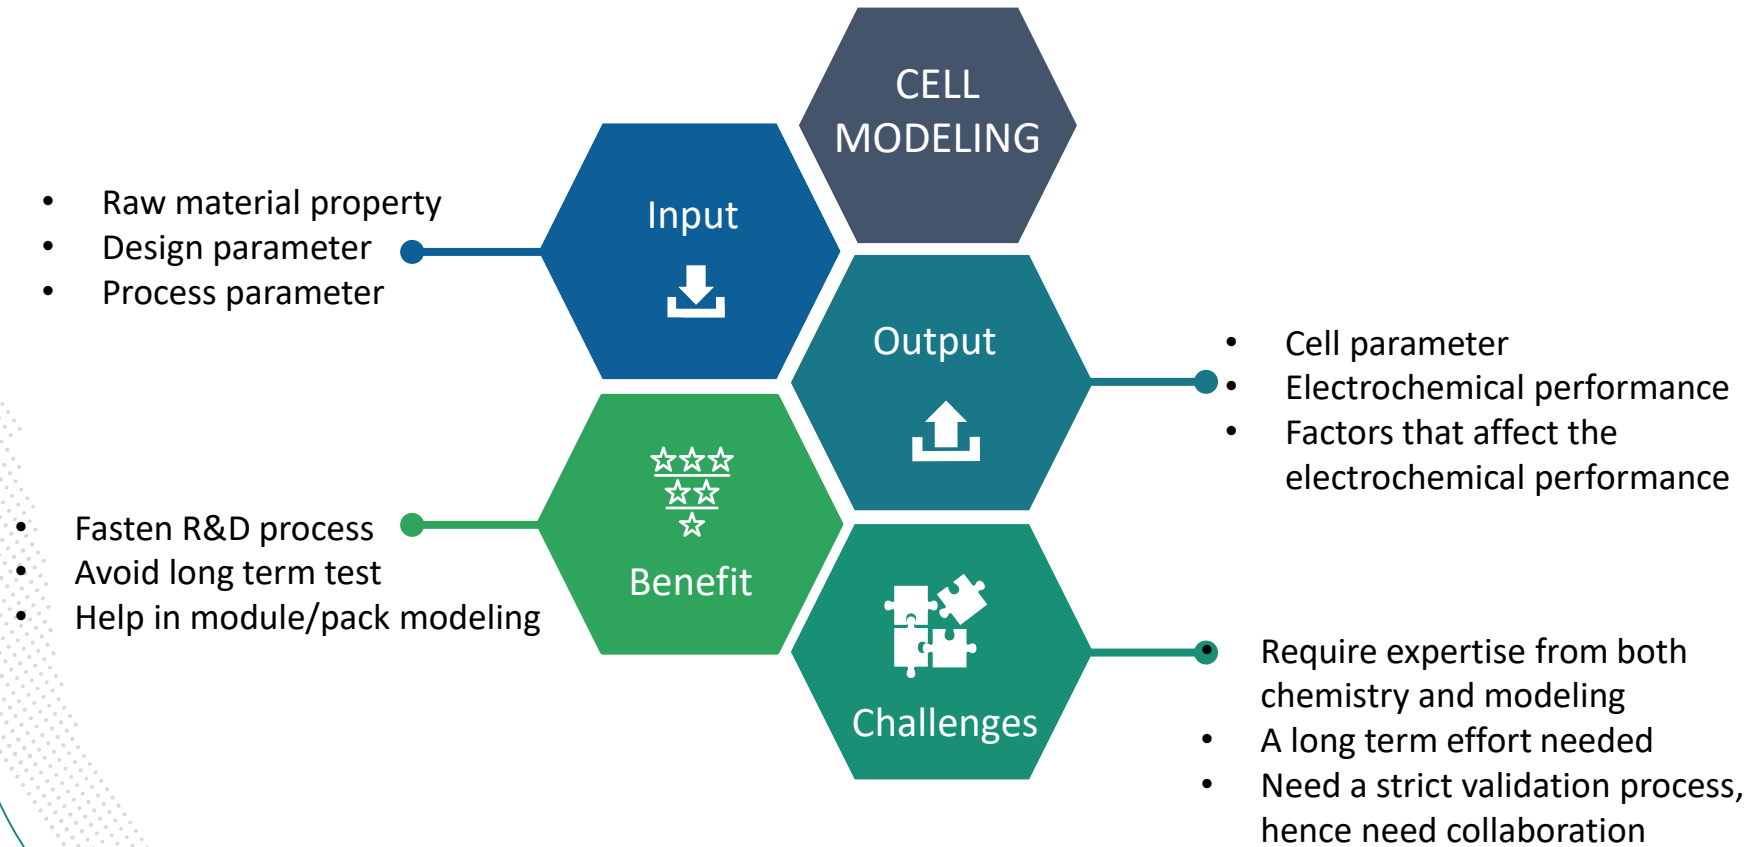 CELL
MODELING
Input
• Raw material property
• Design parameter
• Process parameter
Output
• Cell parameter
• Electrochemical performance
• Factors that affect the
electrochemical performance
Benefit
• Fasten R&D process
• Avoid long term test
• Help in module/pack modeling
Challenges
• Require expertise from both
chemistry and modeling
• A long term effort needed
• Need a strict validation process,
hence need collaboration